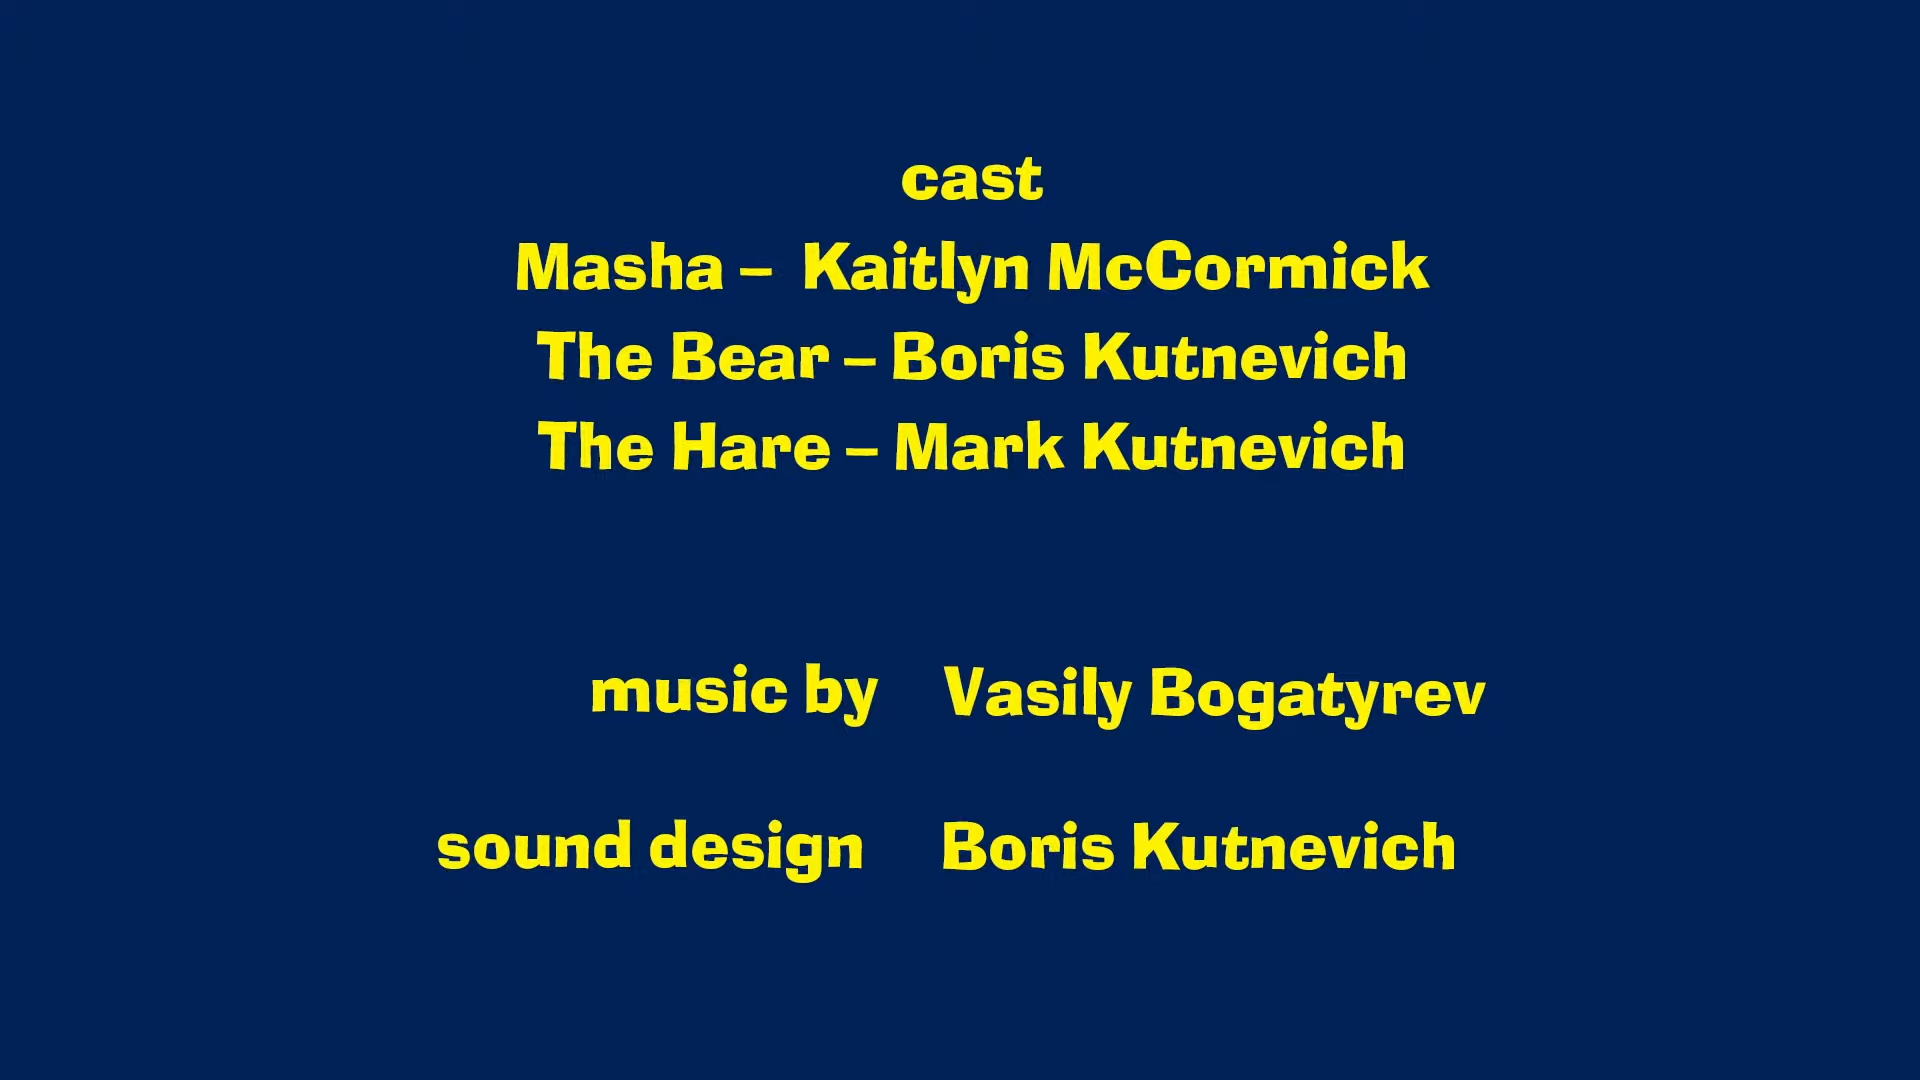 cast
Masha – Kaitlyn McCormick
The Bear – Boris Kutnevich
The Hare – Mark Kutnevich
music by Vasily Bogatyrev
sound design Boris Kutnevich